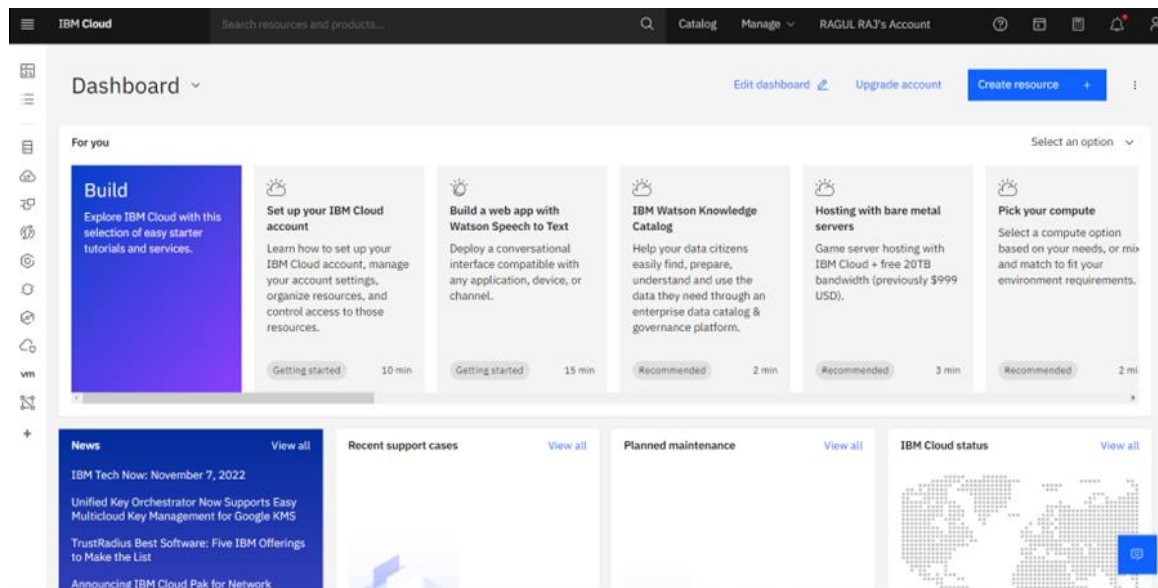 IBM Cloud
Search resources and products...
Catalog
Manage
RAGUL RAJ's Account
Dashboard
Edit dashboard
Upgrade account
Create resource +
For you
Select an option
Build
Explore IBM Cloud with this
selection of easy starter
tutorials and services.
Set up your IBM Cloud
account
Learn how to set up your
IBM Cloud account, manage
your account settings,
organize resources, and
control access to those
resources.
Getting started
10 min
Build a web app with
Watson Speech to Text
Deploy a conversational
interface compatible with
any application, device, or
channel.
Getting started
15 min
IBM Watson Knowledge
Catalog
Help your data citizens
easily find, prepare,
understand and use the
data they need through an
enterprise data catalog &
governance platform.
Recommended
2 min
Hosting with bare metal
servers
Game server hosting with
IBM Cloud + free 20TB
bandwidth (previously $999
USD).
Recommended
3 min
Pick your compute
Select a compute option
based on your needs, or mix
and match to fit your
environment requirements.
Recommended
2 mi
vm
News
View all
IBM Tech Now: November 7, 2022
Unified Key Orchestrator Now Supports Easy
Multicloud Key Management for Google KMS
TrustRadius Best Software: Five IBM Offerings
to Make the List
Announcing IBM Cloud Pak for Network
Recent support cases
View all
Planned maintenance
View all
IBM Cloud status
View all